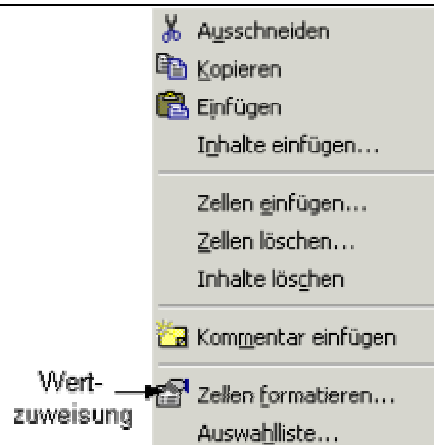 Ausschneiden
Kopieren
Einfügen
Inhalte einfügen...
Zellen einfügen...
Zellen löschen...
Inhalte löschen
Kommentar einfügen
Wert-
zuweisung
Zellen formatieren...
Auswahlliste...